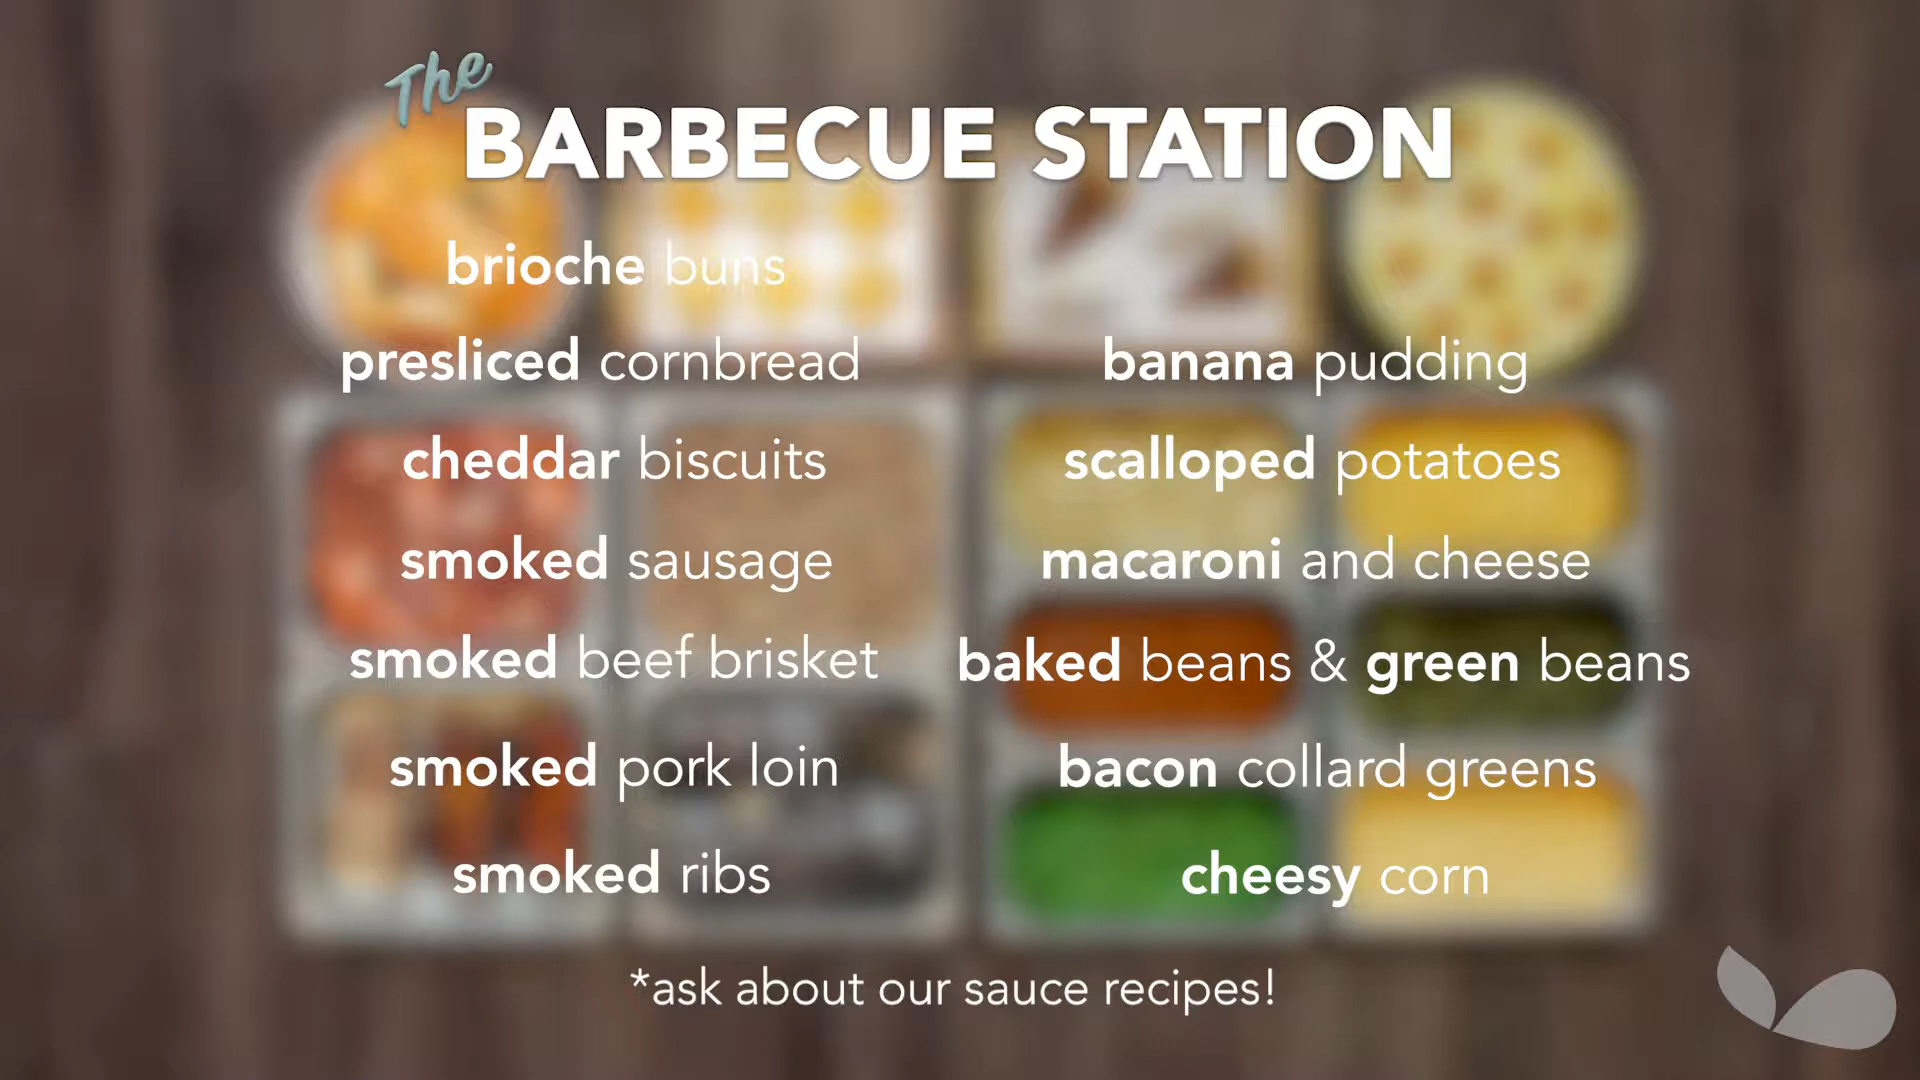 The
BARBECUE STATION
brioche buns
presliced cornbread
cheddar biscuits
smoked sausage
smoked beef brisket
smoked pork loin
smoked ribs
banana pudding
scalloped potatoes
macaroni and cheese
baked beans & green beans
bacon collard greens
cheesy corn
*ask about our sauce recipes!